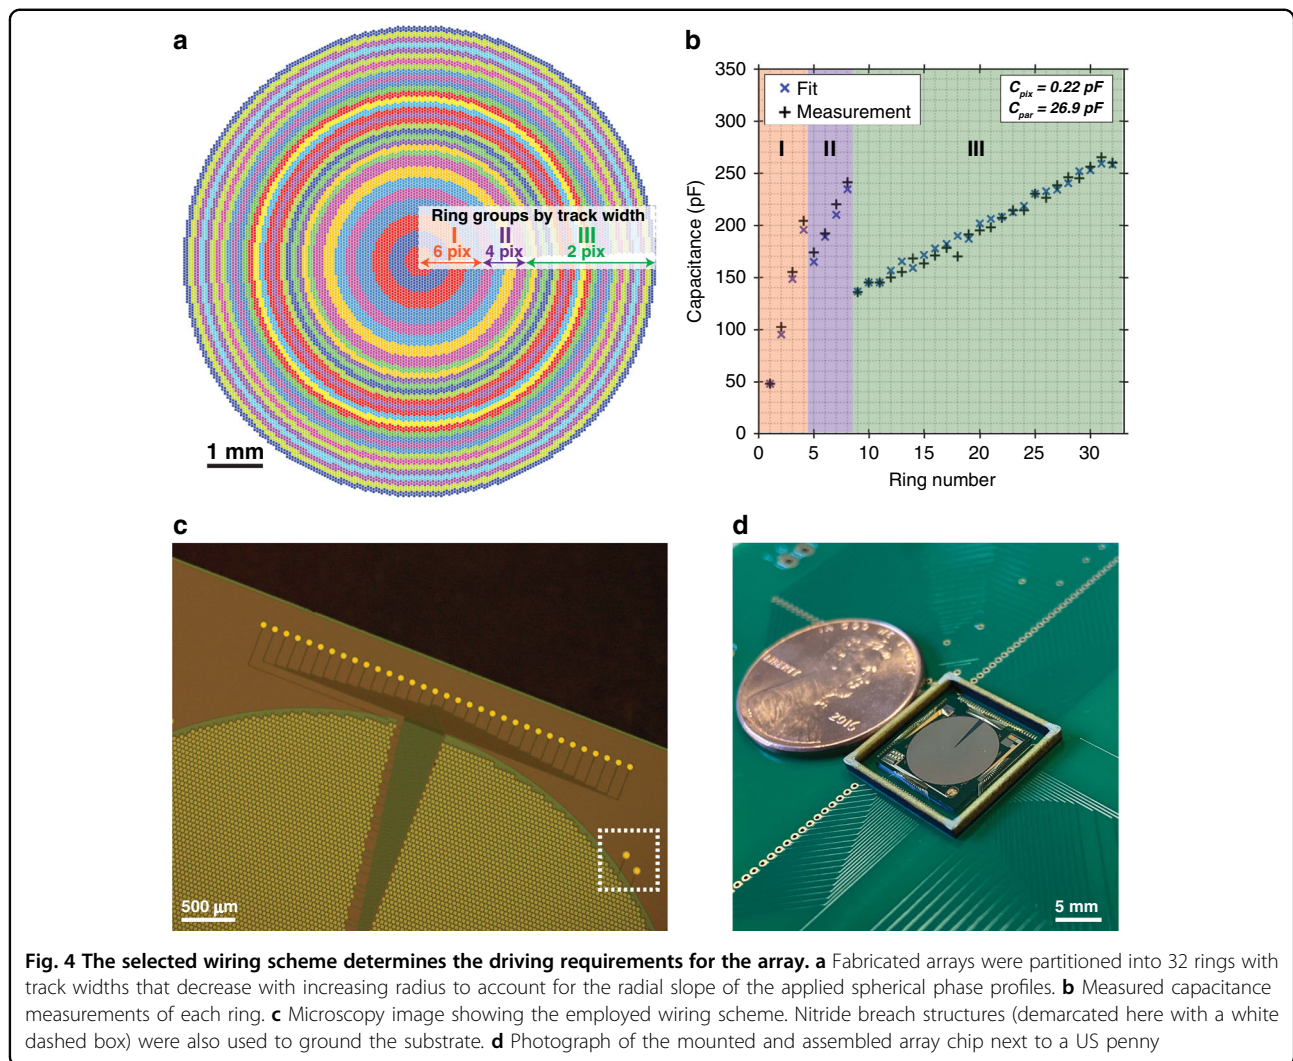 a
Ring groups by track width
I II III
6 pix 4 pix 2 pix
1 mm
b
350
300
250
200
150
100
50
0
Capacitance (pF)
× Fit
+ Measurement
C_pix = 0.22 pF
C_par = 26.9 pF
I II III
0 5 10 15 20 25 30
Ring number
c
500 μm
d
IN GOD WE
LIBERTY
2016
5 mm
Fig. 4 The selected wiring scheme determines the driving requirements for the array. a Fabricated arrays were partitioned into 32 rings with
track widths that decrease with increasing radius to account for the radial slope of the applied spherical phase profiles. b Measured capacitance
measurements of each ring. c Microscopy image showing the employed wiring scheme. Nitride breach structures (demarcated here with a white
dashed box) were also used to ground the substrate. d Photograph of the mounted and assembled array chip next to a US penny